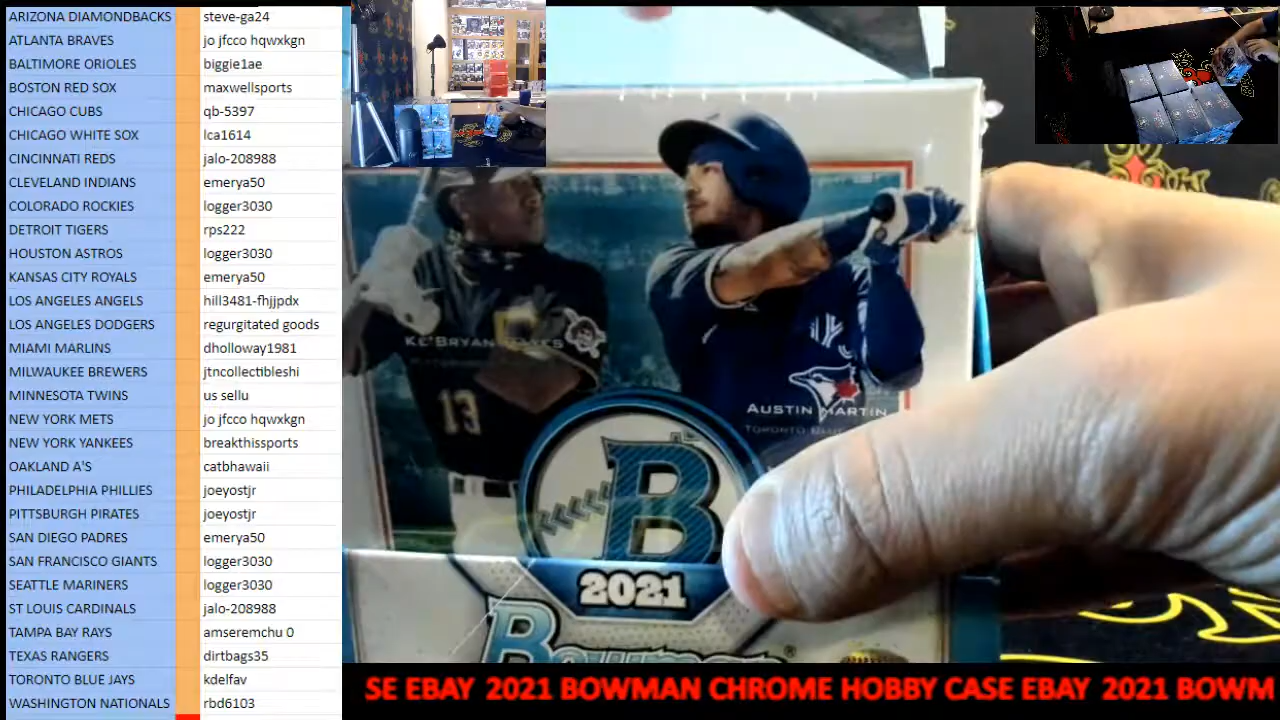 ARIZONA DIAMONDBACKS steve-ga24
ATLANTA BRAVES jo jfcco hqwxkgn
BALTIMORE ORIOLES biggie1ae
BOSTON RED SOX maxwellsports
CHICAGO CUBS qb-5397
CHICAGO WHITE SOX lca1614
CINCINNATI REDS jalo-208988
CLEVELAND INDIANS emerya50
COLORADO ROCKIES logger3030
DETROIT TIGERS rps222
HOUSTON ASTROS logger3030
KANSAS CITY ROYALS emerya50
LOS ANGELES ANGELS hill3481-fhjjpdx
LOS ANGELES DODGERS regurgitated goods
MIAMI MARLINS dholloway1981
MILWAUKEE BREWERS jtncollectibleshi
MINNESOTA TWINS us sellu
NEW YORK METS jo jfcco hqwxkgn
NEW YORK YANKEES breakthissports
OAKLAND A'S catbhawaii
PHILADELPHIA PHILLIES joeyostjr
PITTSBURGH PIRATES joeyostjr
SAN DIEGO PADRES emerya50
SAN FRANCISCO GIANTS logger3030
SEATTLE MARINERS logger3030
ST LOUIS CARDINALS jalo-208988
TAMPA BAY RAYS amseremchu 0
TEXAS RANGERS dirtbags35
TORONTO BLUE JAYS kdelfav
WASHINGTON NATIONALS rbd6103
KE'BRYAN HAYES
13
AUSTIN MARTIN
TORONTO BLUE
B
2021
Bowman
SE EBAY 2021 BOWMAN CHROME HOBBY CASE EBAY 2021 BOWM